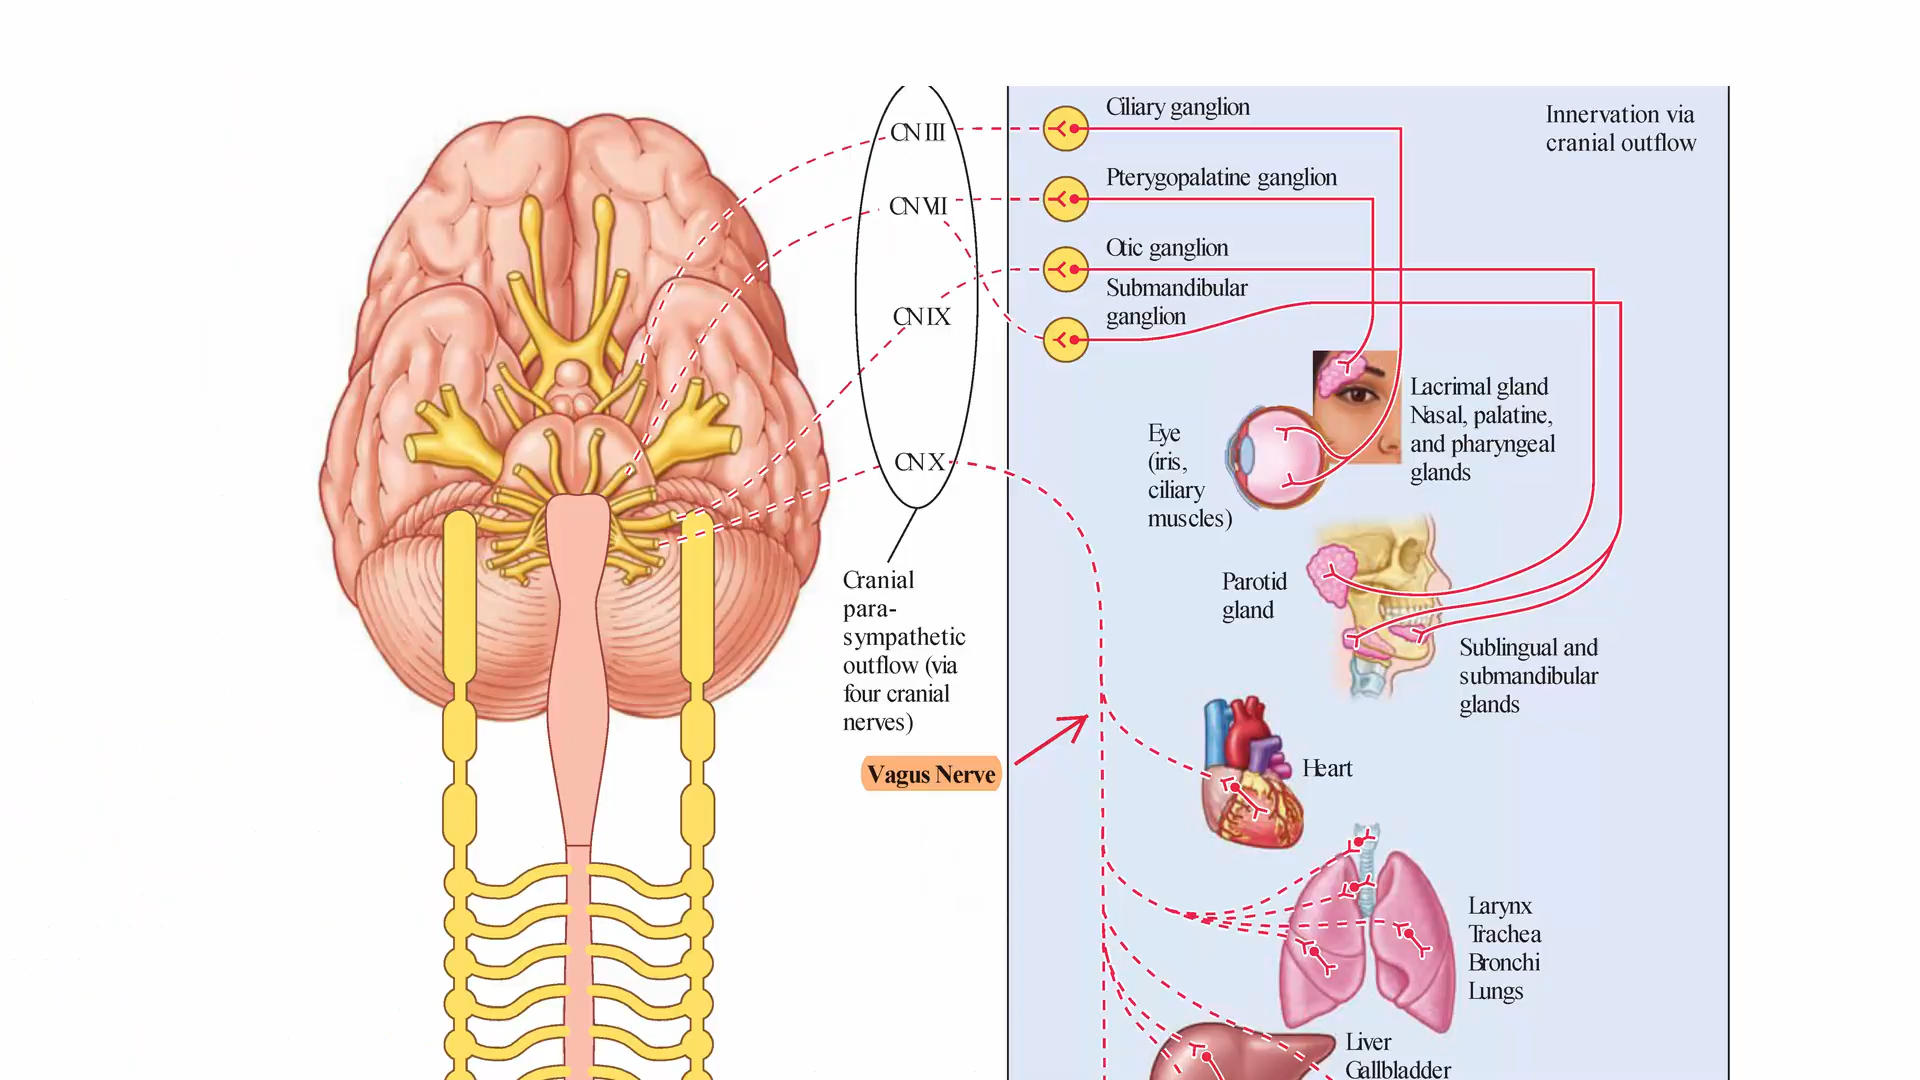 CN III
CN VII
CN IX
CN X
Cranial
para-
sympathetic
outflow (via
four cranial
nerves)
Vagus Nerve
Ciliary ganglion
Pterygopalatine ganglion
Otic ganglion
Submandibular
ganglion
Innervation via
cranial outflow
Eye
(iris,
ciliary
muscles)
Lacrimal gland
Nasal, palatine,
and pharyngeal
glands
Parotid
gland
Sublingual and
submandibular
glands
Heart
Larynx
Trachea
Bronchi
Lungs
Liver
Gallbladder